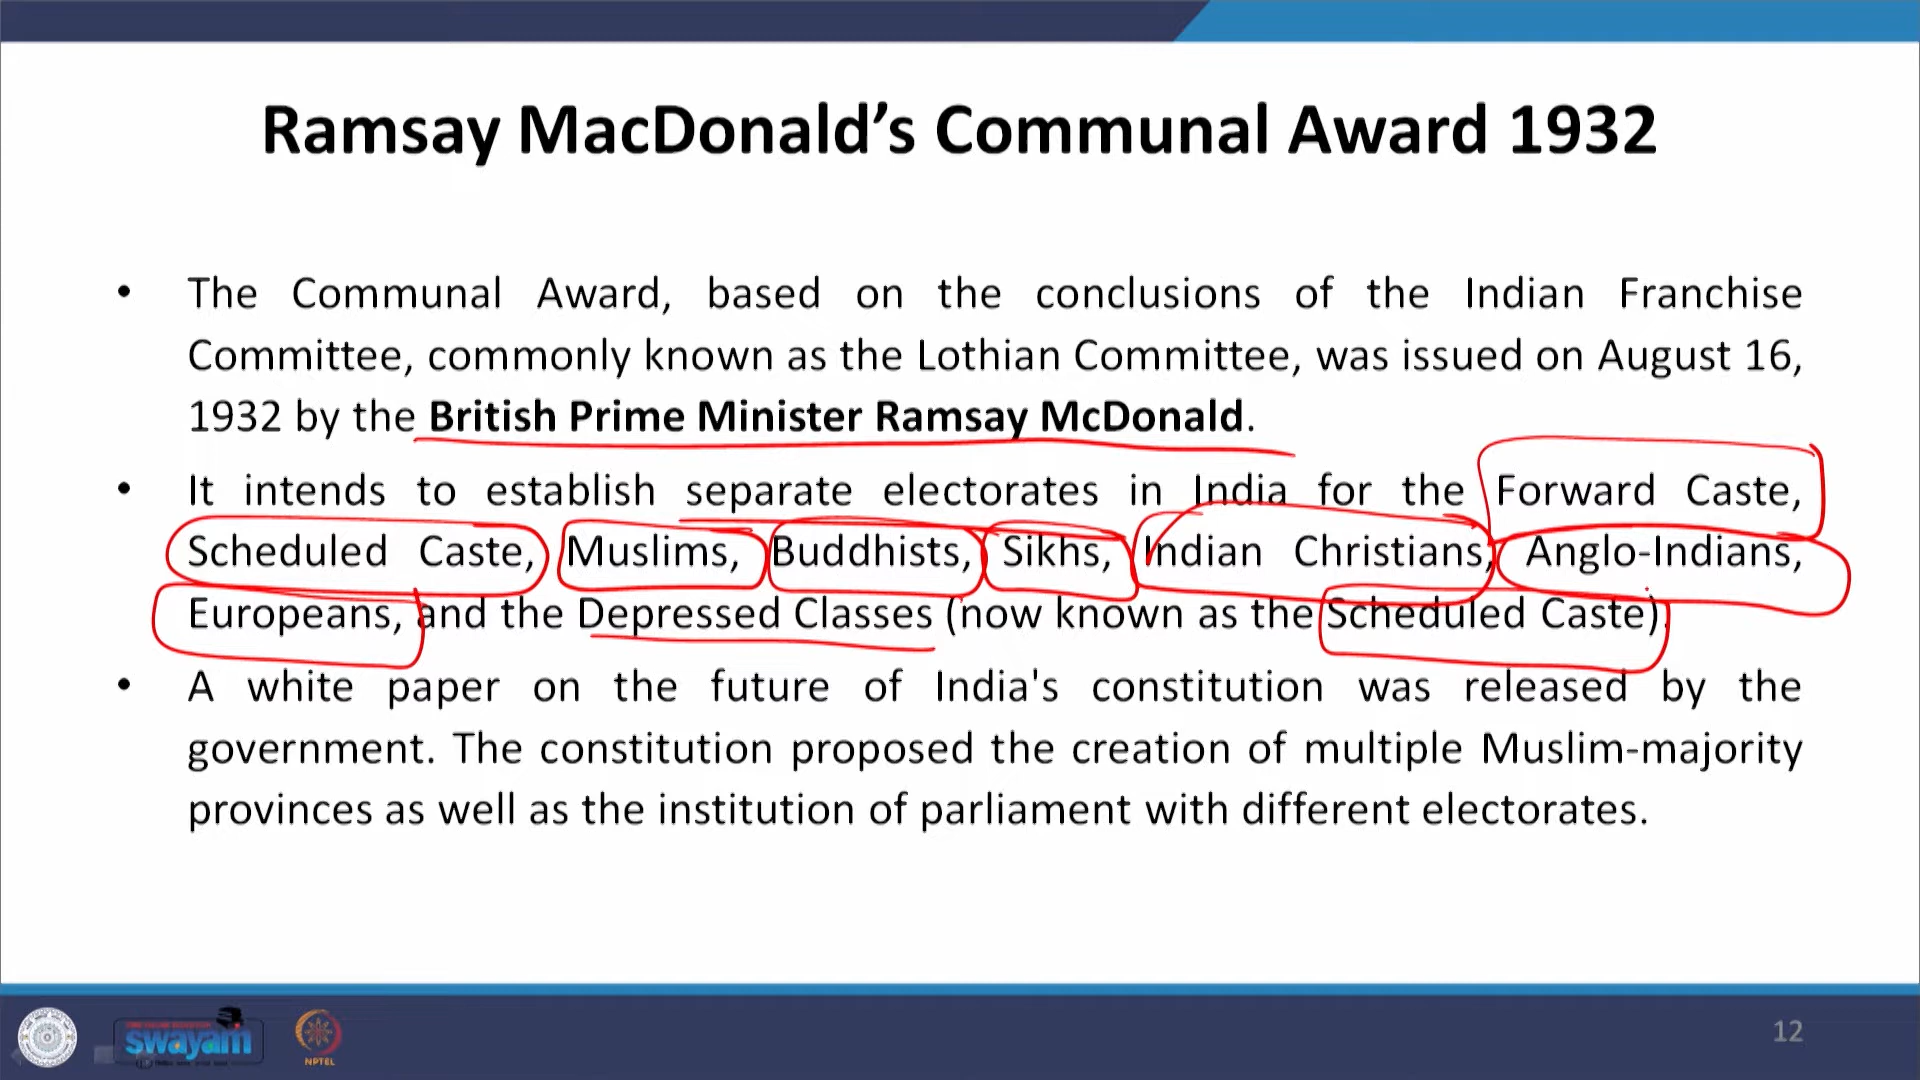 Ramsay MacDonald’s Communal Award 1932
• The Communal Award, based on the conclusions of the Indian Franchise
Committee, commonly known as the Lothian Committee, was issued on August 16,
1932 by the British Prime Minister Ramsay McDonald.
• It intends to establish separate electorates in India for the Forward Caste,
Scheduled Caste, Muslims, Buddhists, Sikhs, Indian Christians, Anglo-Indians,
Europeans, and the Depressed Classes (now known as the Scheduled Caste).
• A white paper on the future of India's constitution was released by the
government. The constitution proposed the creation of multiple Muslim-majority
provinces as well as the institution of parliament with different electorates.
swayam
NPTEL
12